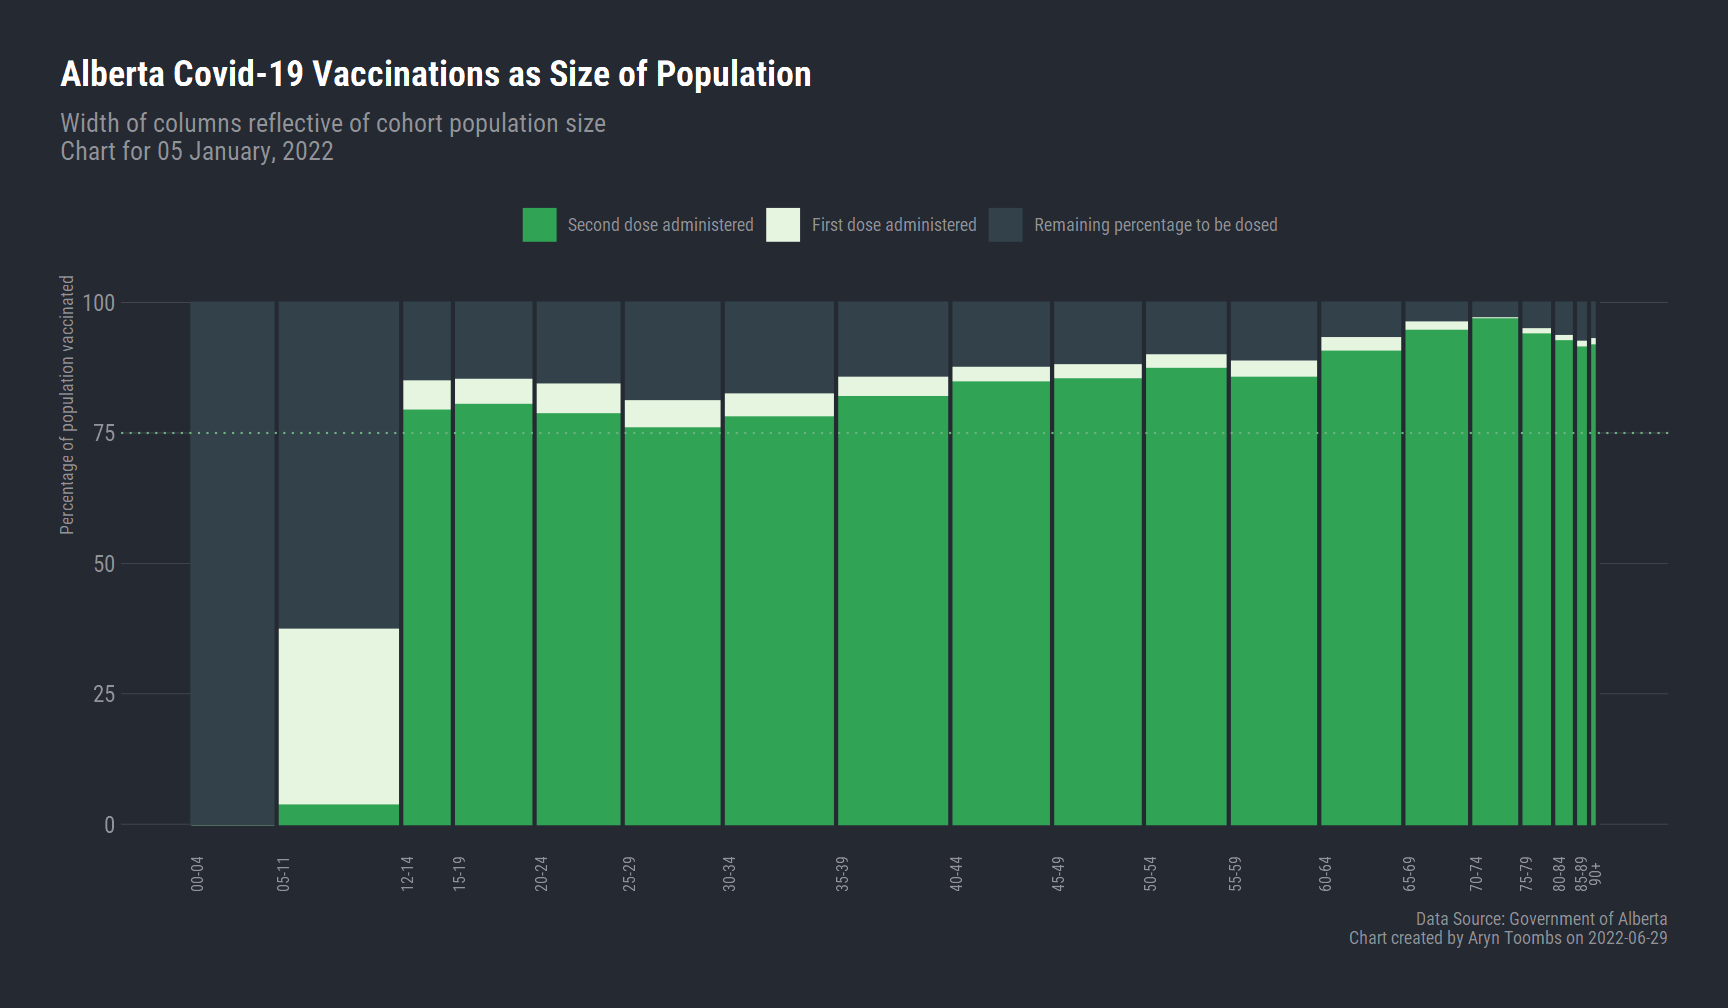 Alberta Covid-19 Vaccinations as Size of Population
Width of columns reflective of cohort population size
Chart for 05 January, 2022
Second dose administered
First dose administered
Remaining percentage to be dosed
Percentage of population vaccinated
100
75
50
25
0
00-04
05-11
12-14
15-19
20-24
25-29
30-34
35-39
40-44
45-49
50-54
55-59
60-64
65-69
70-74
75-79
80-84
85-89
90+
Data Source: Government of Alberta
Chart created by Aryn Toombs on 2022-06-29